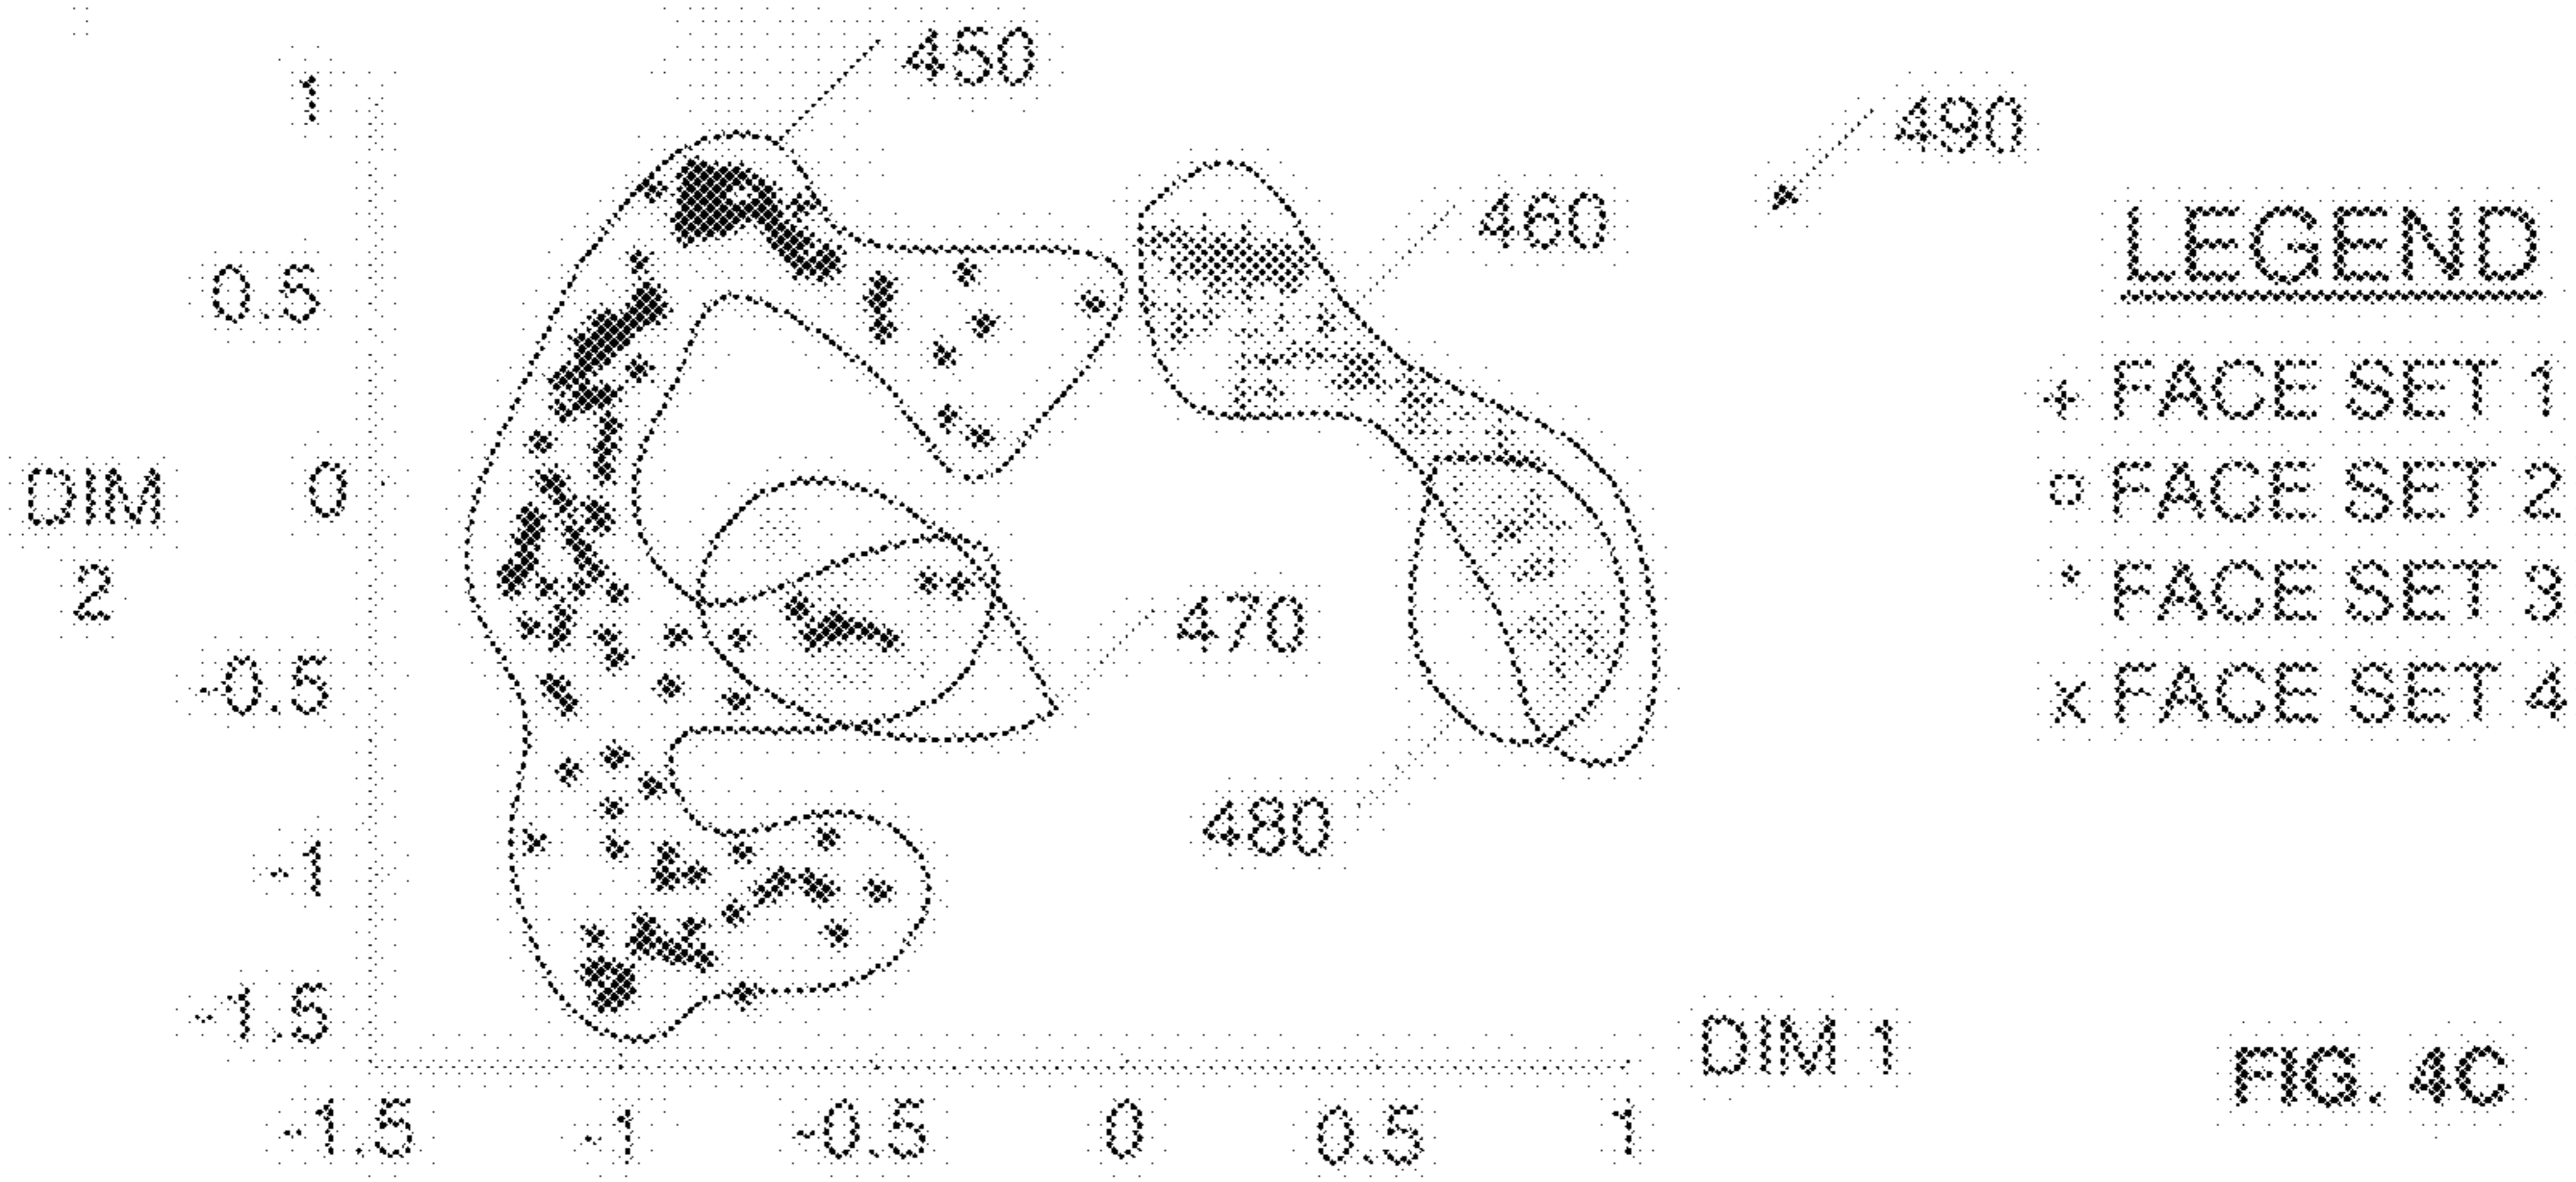 450
490
460
1
0.5
0
-0.5
-1
-1.5
DIM
2
470
480
LEGEND
+ FACE SET 1
o FACE SET 2
· FACE SET 3
x FACE SET 4
-1.5 -1 -0.5 0 0.5 1
DIM 1
FIG. 4C